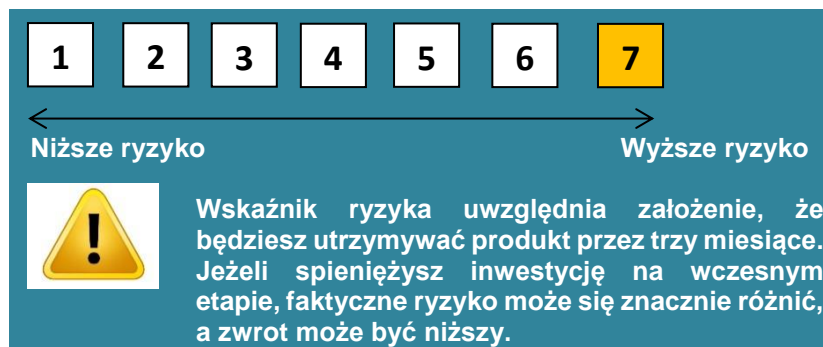 1 2 3 4 5 6 7
Niższe ryzyko Wyższe ryzyko
Wskaźnik ryzyka uwzględnia założenie, że
będziesz utrzymywać produkt przez trzy miesiące.
Jeżeli spieniężysz inwestycję na wczesnym
etapie, faktyczne ryzyko może się znacznie różnić,
a zwrot może być niższy.